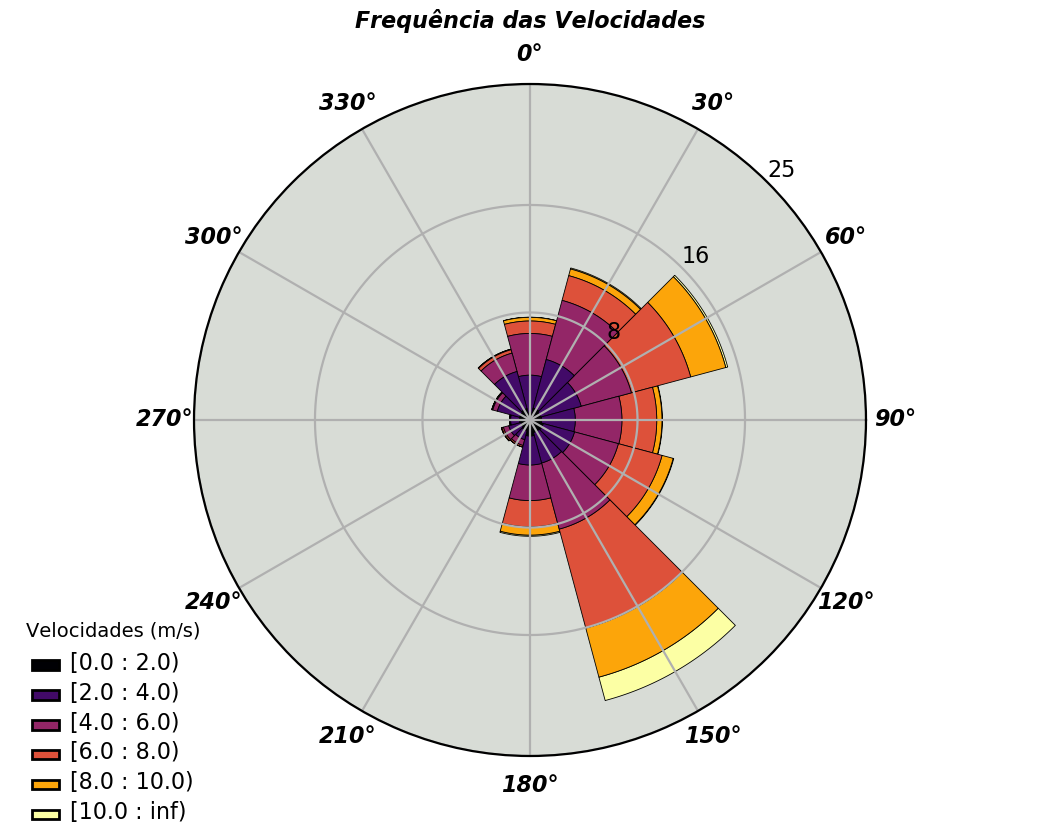 Frequência das Velocidades
0°
330°
30°
25
300°
60°
16
8
270°
90°
240°
120°
210°
150°
180°
Velocidades (m/s)
[0.0 : 2.0)
[2.0 : 4.0)
[4.0 : 6.0)
[6.0 : 8.0)
[8.0 : 10.0)
[10.0 : inf)